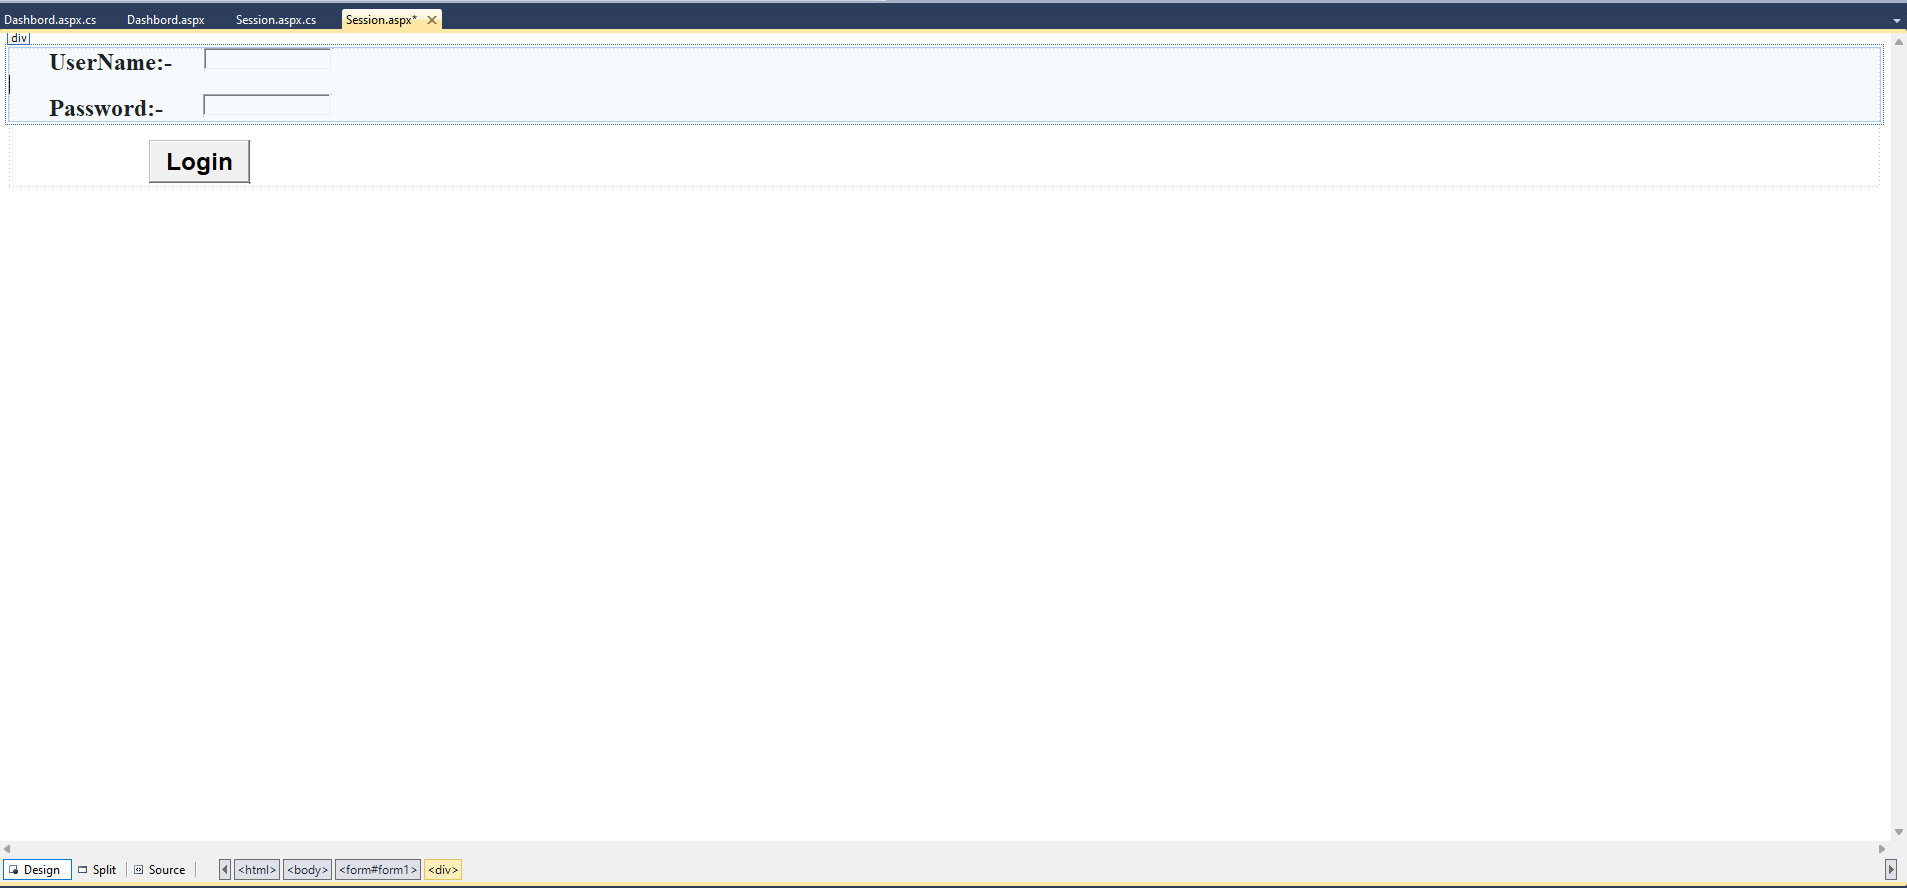 Dashbord.aspx.cs Dashbord.aspx Session.aspx.cs Session.aspx*
div
UserName:-
Password:-
Login
Design Split Source <html> <body> <form#form1> <div>